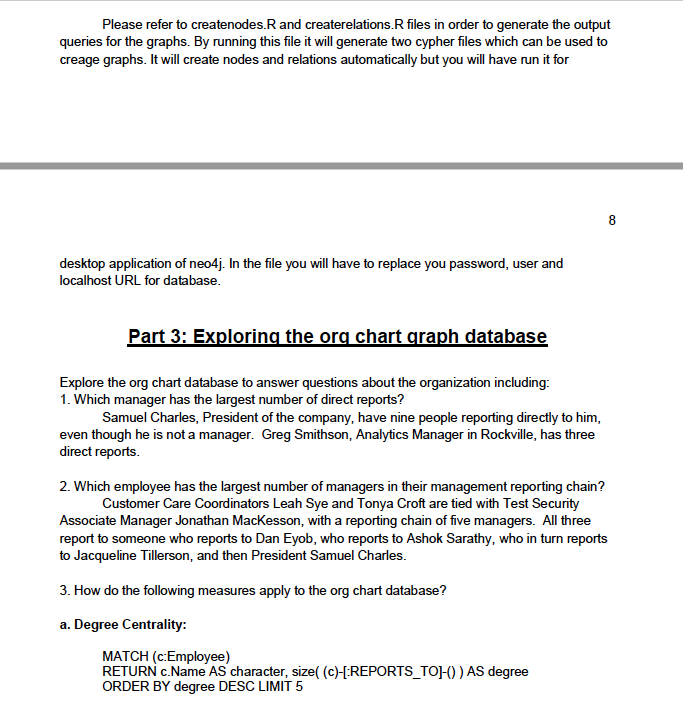 Please refer to createnodes.R and createrelations.R files in order to generate the output
queries for the graphs. By running this file it will generate two cypher files which can be used to
creage graphs. It will create nodes and relations automatically but you will have run it for
8
desktop application of neo4j. In the file you will have to replace you password, user and
localhost URL for database.
Part 3: Exploring the org chart graph database
Explore the org chart database to answer questions about the organization including:
1. Which manager has the largest number of direct reports?
Samuel Charles, President of the company, have nine people reporting directly to him,
even though he is not a manager.  Greg Smithson, Analytics Manager in Rockville, has three
direct reports.
2. Which employee has the largest number of managers in their management reporting chain?
Customer Care Coordinators Leah Sye and Tonya Croft are tied with Test Security
Associate Manager Jonathan MacKesson, with a reporting chain of five managers.  All three
report to someone who reports to Dan Eyob, who reports to Ashok Sarathy, who in turn reports
to Jacqueline Tillerson, and then President Samuel Charles.
3. How do the following measures apply to the org chart database?
a. Degree Centrality:
MATCH (c:Employee)
RETURN c.Name AS character, size( (c)-[:REPORTS_TO]-() ) AS degree
ORDER BY degree DESC LIMIT 5